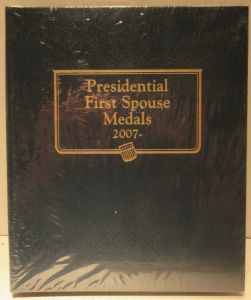 Presidential
First Spouse
Medals
2007-